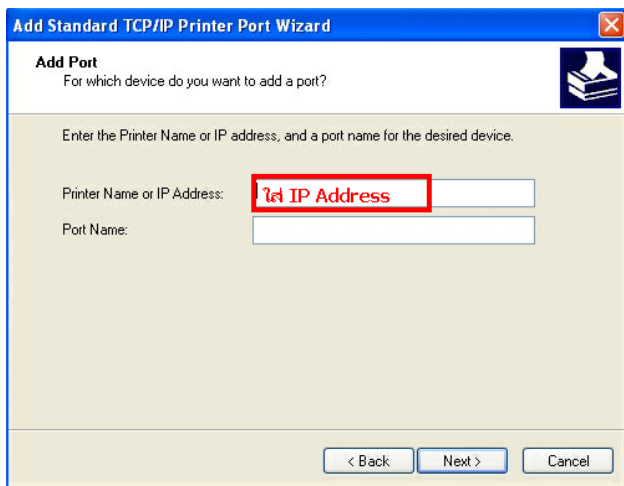 Add Standard TCP/IP Printer Port Wizard
Add Port
For which device do you want to add a port?
Enter the Printer Name or IP address, and a port name for the desired device.
Printer Name or IP Address: ใส่ IP Address
Port Name:
< Back Next > Cancel